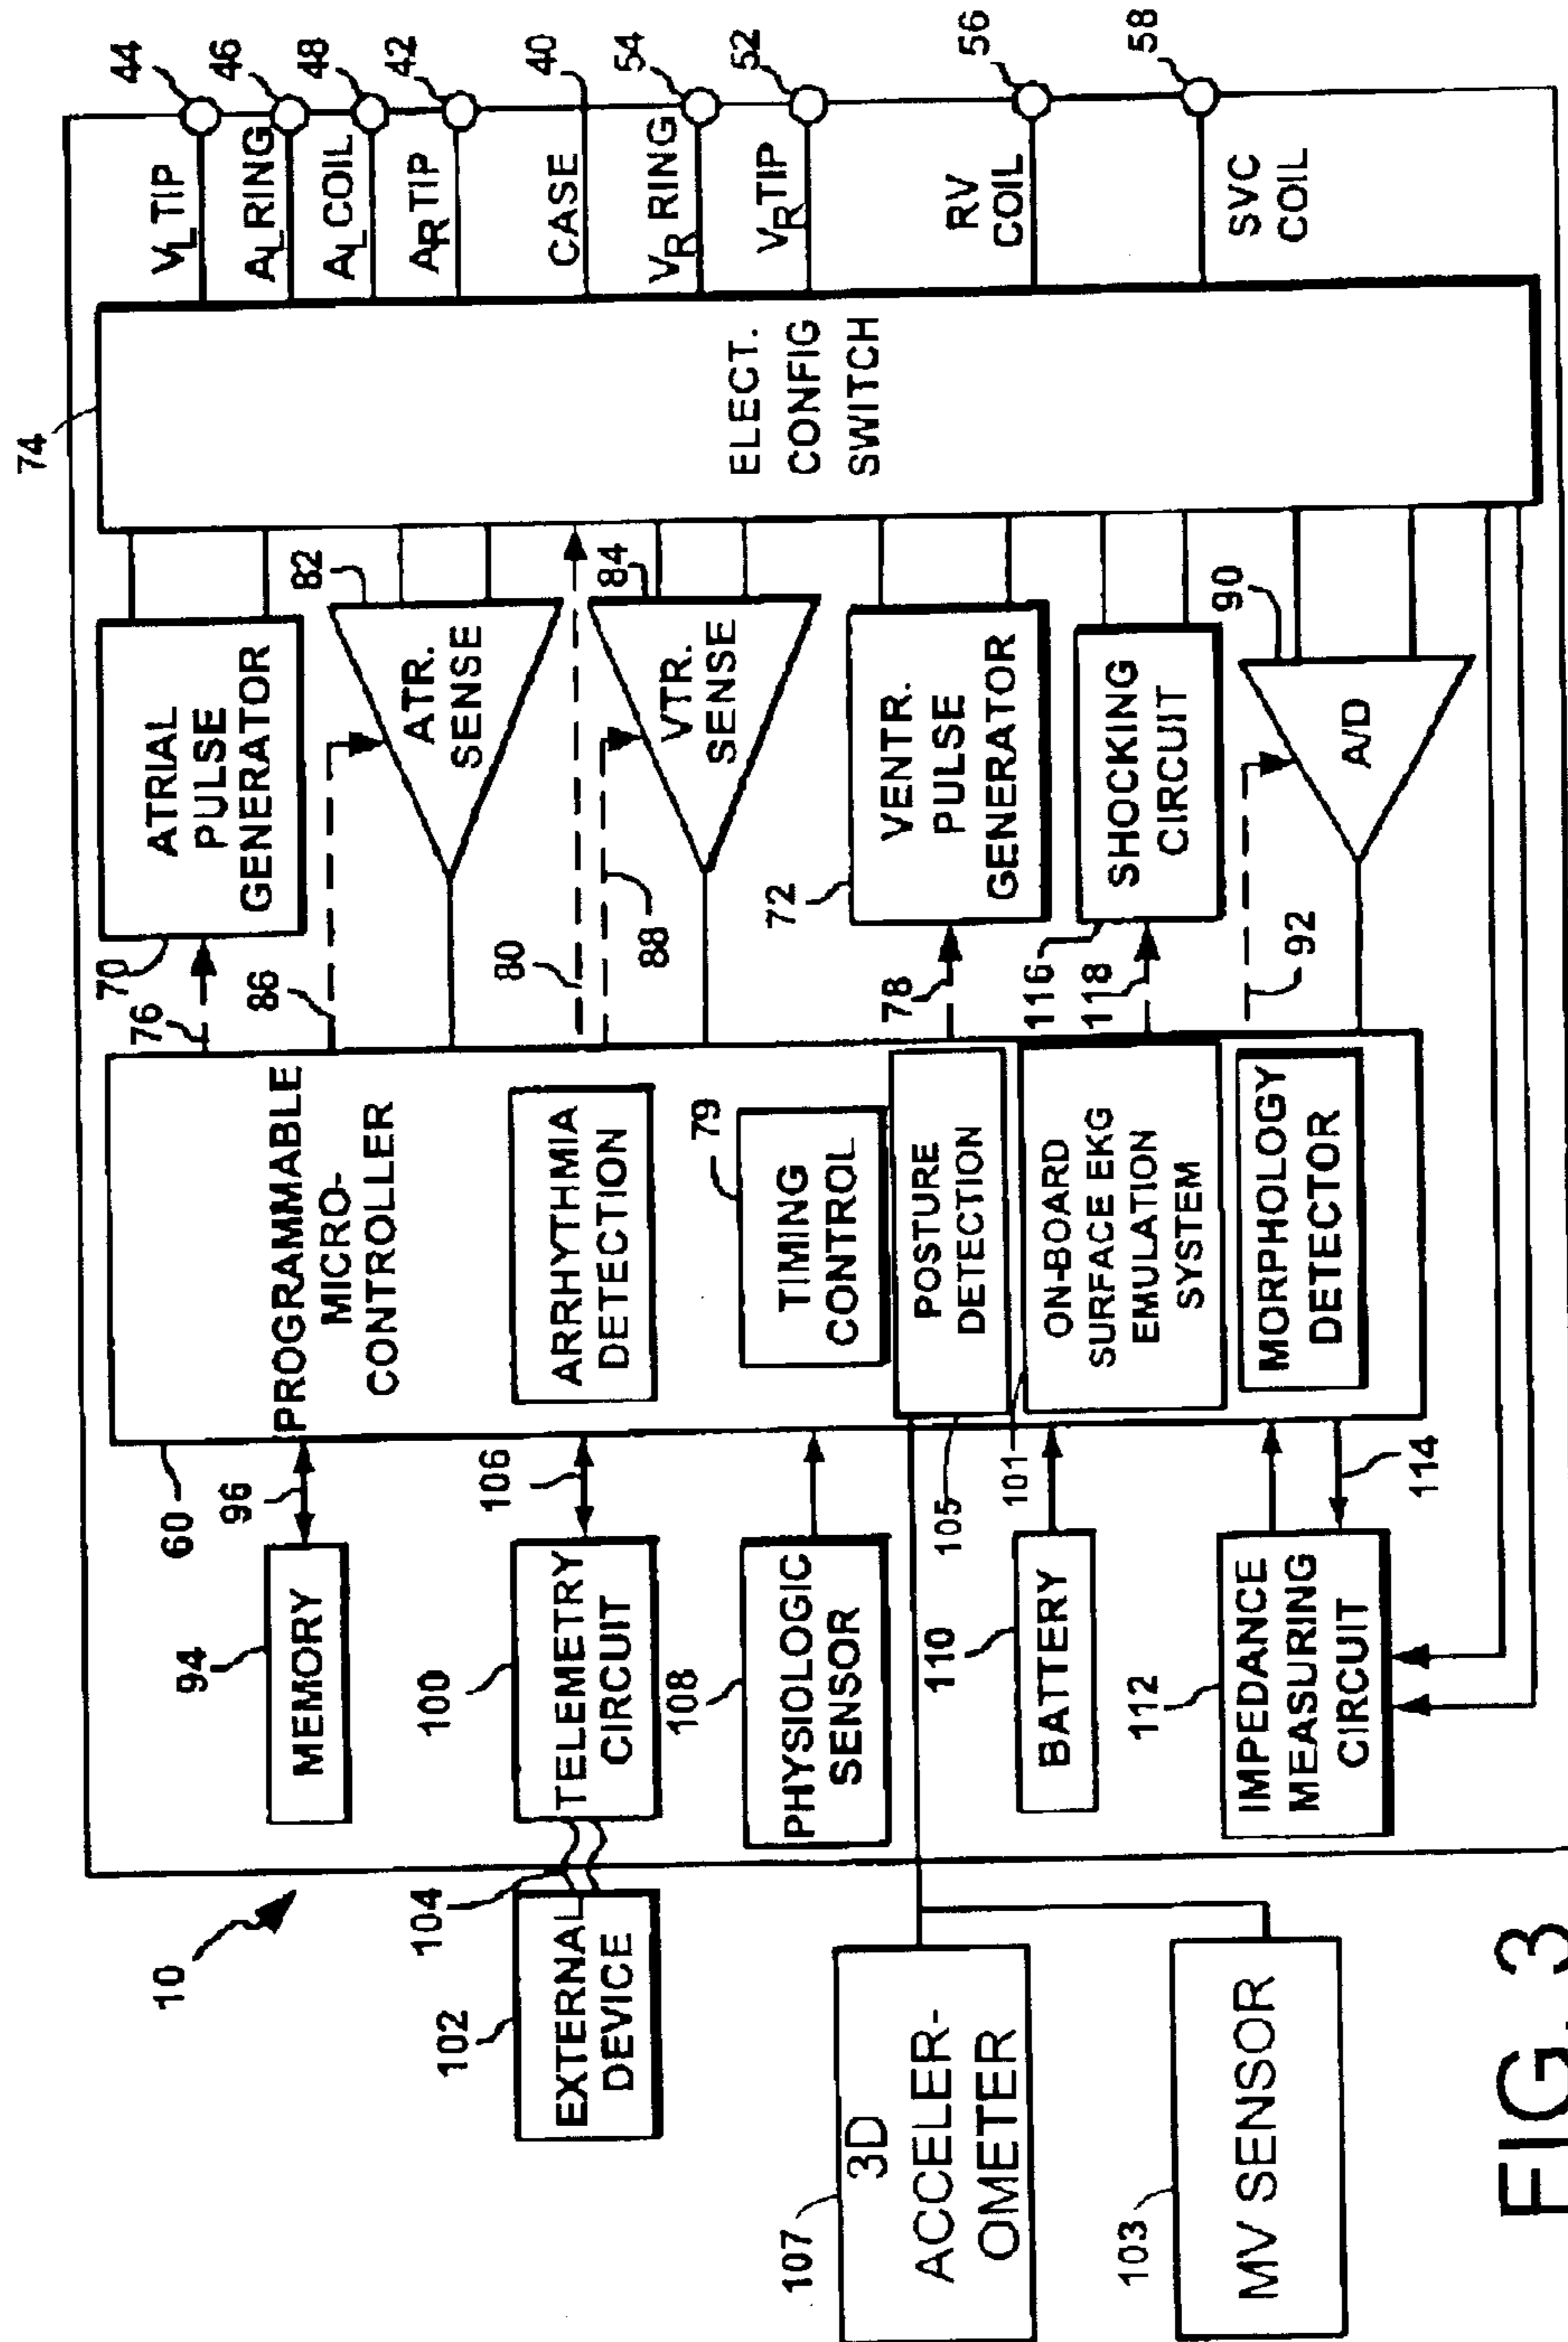 10
60
PROGRAMMABLE
MICRO-
CONTROLLER
94
MEMORY
96
76
70
ATRIAL
PULSE
GENERATOR
74
ELECT.
CONFIG
SWITCH
VL TIP
44
AL RING
46
AL COIL
48
AR TIP
42
CASE
40
VR RING
54
VR TIP
52
RV
COIL
56
SVC
COIL
58
86
82
ATR.
SENSE
102
EXTERNAL
DEVICE
104
100
TELEMETRY
CIRCUIT
106
ARRHYTHMIA
DETECTION
80
88
84
VTR.
SENSE
108
PHYSIOLOGIC
SENSOR
79
TIMING
CONTROL
78
72
VENTR.
PULSE
GENERATOR
107
3D
ACCELER-
OMETER
105
POSTURE
DETECTION
110
BATTERY
101
ON-BOARD
SURFACE EKG
EMULATION
SYSTEM
116
118
SHOCKING
CIRCUIT
103
MV SENSOR
112
IMPEDANCE
MEASURING
CIRCUIT
114
MORPHOLOGY
DETECTOR
92
90
A/D
FIG. 3